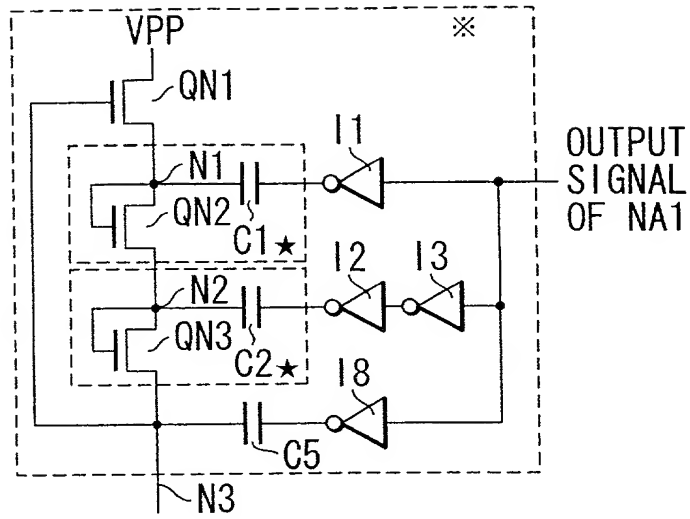 VPP
※
QN1
I1
OUTPUT
SIGNAL
OF NA1
N1
QN2
C1★
I2
I3
N2
QN3
C2★
I8
C5
N3